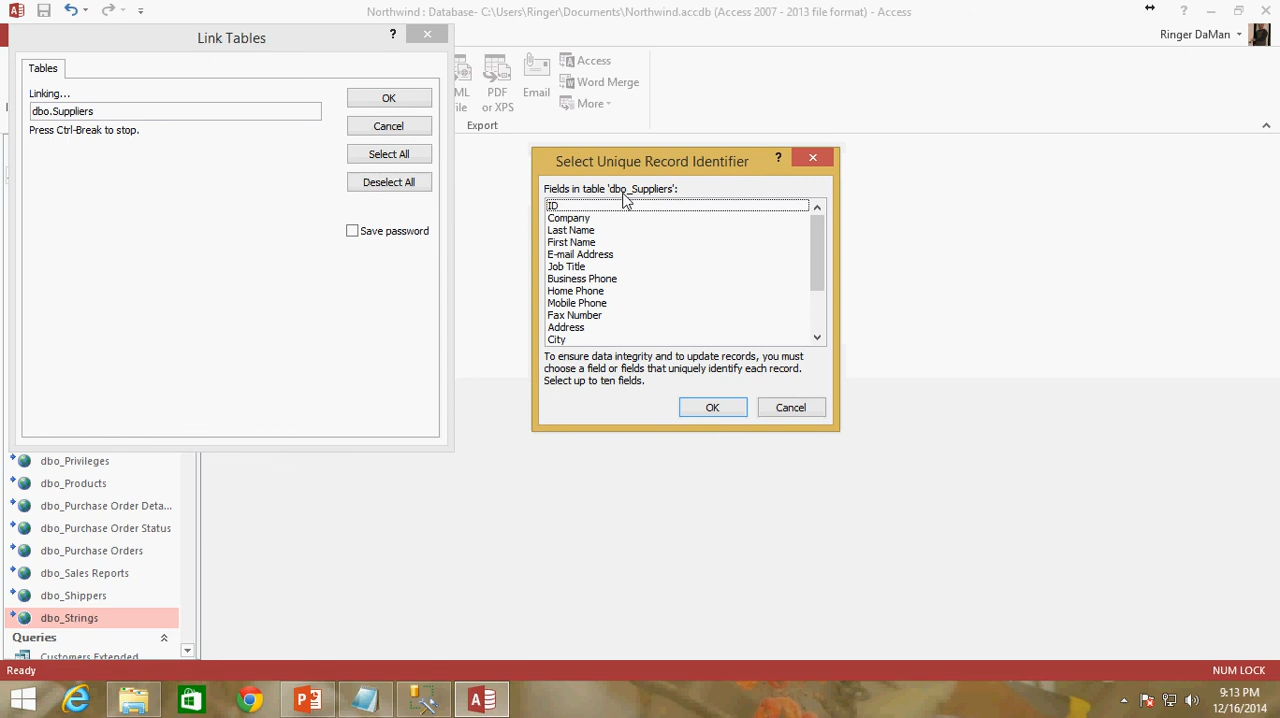 Northwind : Database- C:\Users\Ringer\Documents\Northwind.accdb (Access 2007 - 2013 file format) - Access
Ringer DaMan
Link Tables
Tables
Linking...
dbo.Suppliers
Press Ctrl-Break to stop.
OK
Cancel
Select All
Deselect All
Save password
PDF
or XPS
Email
Access
Word Merge
More
Export
Select Unique Record Identifier
Fields in table 'dbo_Suppliers':
ID
Company
Last Name
First Name
E-mail Address
Job Title
Business Phone
Home Phone
Mobile Phone
Fax Number
Address
City
To ensure data integrity and to update records, you must
choose a field or fields that uniquely identify each record.
Select up to ten fields.
OK
Cancel
dbo_Privileges
dbo_Products
dbo_Purchase Order Deta...
dbo_Purchase Order Status
dbo_Purchase Orders
dbo_Sales Reports
dbo_Shippers
dbo_Strings
Queries
Customers Extended
Ready
NUM LOCK
9:13 PM
12/16/2014